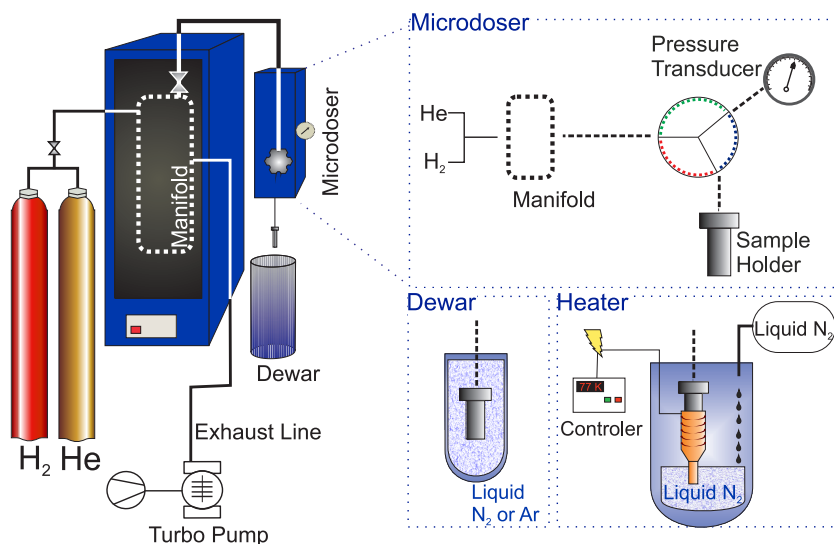 Microdoser
Pressure
Transducer
He
H2
Manifold
Sample
Holder
Manifold
Microdoser
Dewar
H2 He
Exhaust Line
Turbo Pump
Dewar
Liquid
N2 or Ar
Heater
Liquid N2
77 K
Controler
Liquid N2